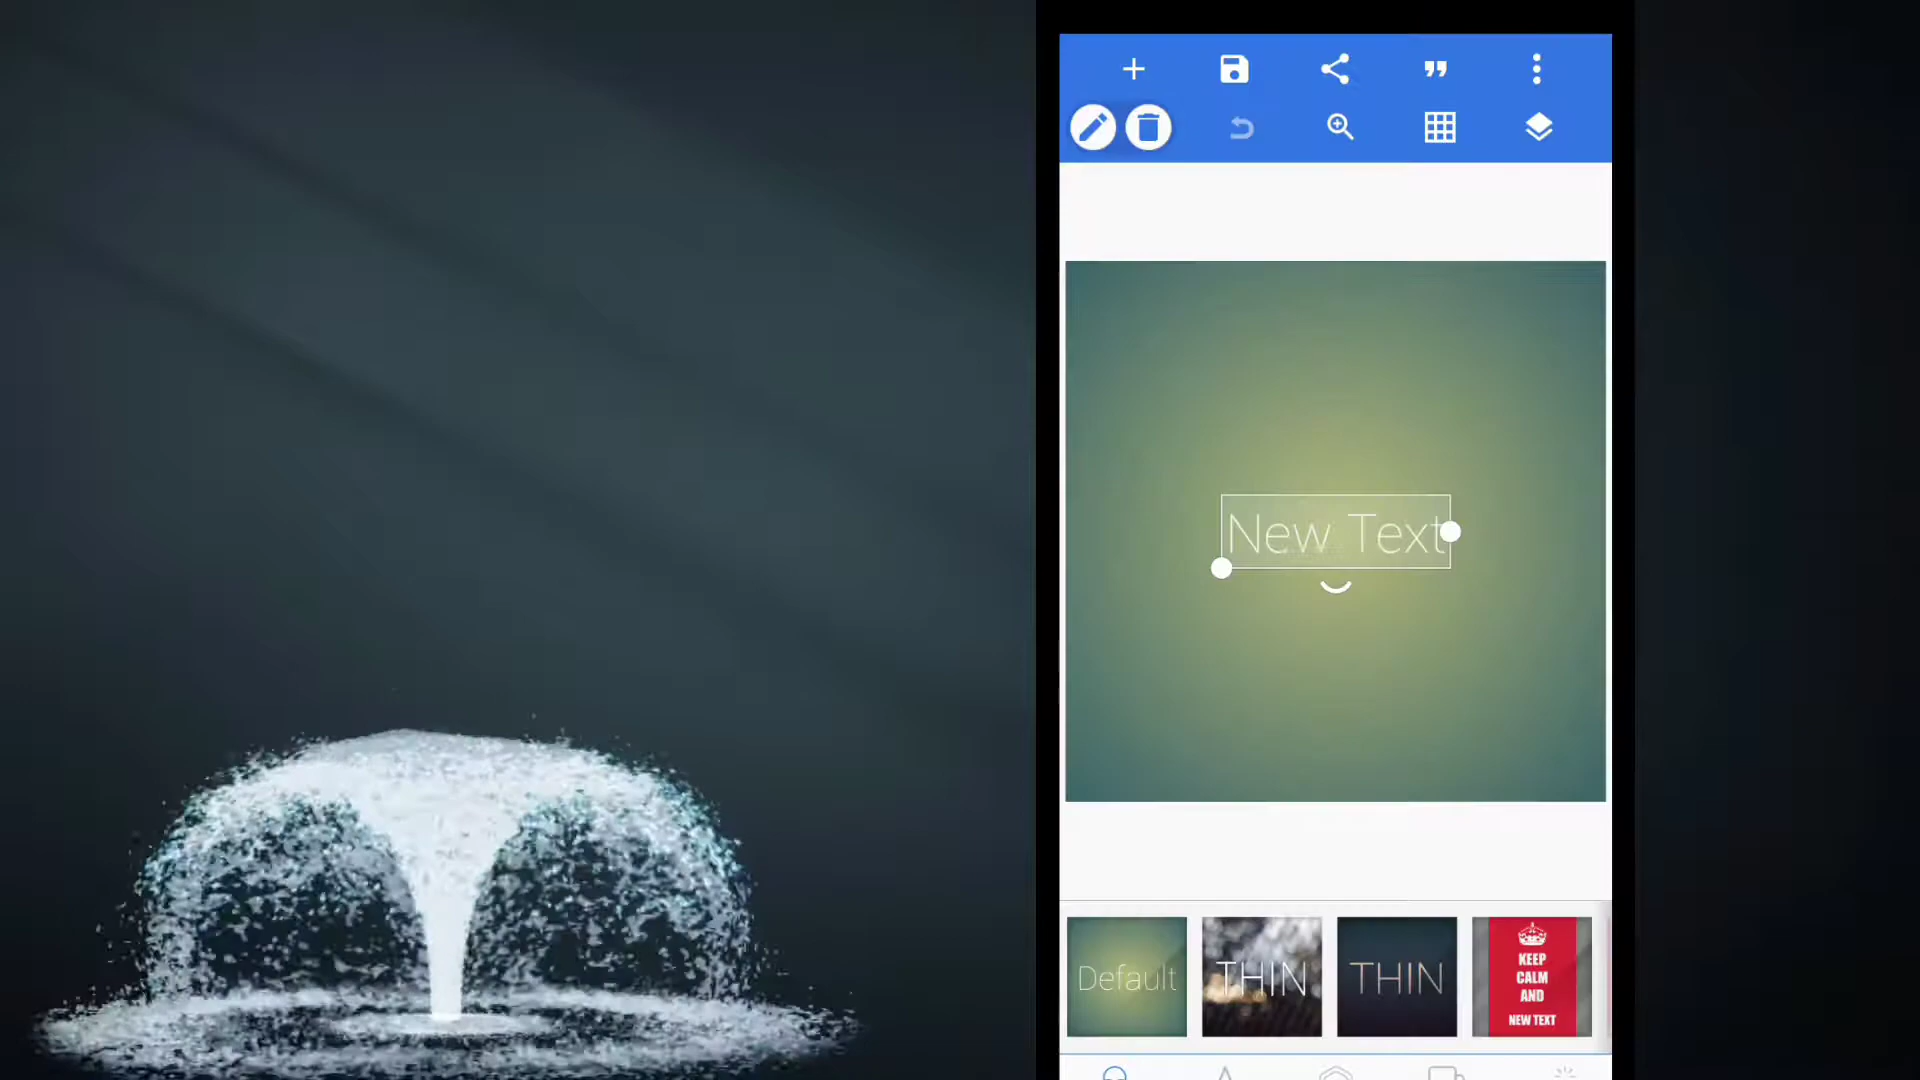 New Text
Default
THIN
THIN
KEEP
CALM
AND
NEW TEXT